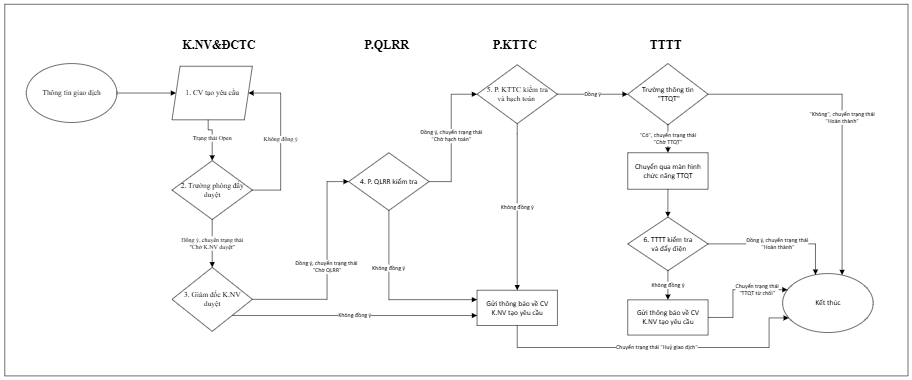 K.NV&ĐCTC
P.QLRR
P.KTTC
TTTT
Thông tin giao dịch
1. CV tạo yêu cầu
Trạng thái Open
Không đồng ý
2. Trưởng phòng đẩy
duyệt
Đồng ý, chuyển trạng thái
"Chờ K.NV duyệt"
3. Giám đốc K.NV
duyệt
Đồng ý, chuyển trạng thái
"Chờ QLRR"
Không đồng ý
4. P. QLRR kiểm tra
Đồng ý, chuyển trạng thái
"Chờ hạch toán"
Không đồng ý
5. P. KTTC kiểm tra
và hạch toán
Đồng ý
Không đồng ý
Gửi thông báo về CV
K.NV tạo yêu cầu
Chuyển trạng thái "Huỷ giao dịch"
Trường thông tin
"TTQT"
"Có", chuyển trạng thái
"Chờ TTQT"
"Không", chuyển trạng thái
"Hoàn thành"
Chuyển qua màn hình
chức năng TTQT
6. TTTT kiểm tra
và đẩy điện
Đồng ý, chuyển trạng thái
"Hoàn thành"
Không đồng ý
Gửi thông báo về CV
K.NV tạo yêu cầu
Chuyển trạng thái
"TTQT từ chối"
Kết thúc